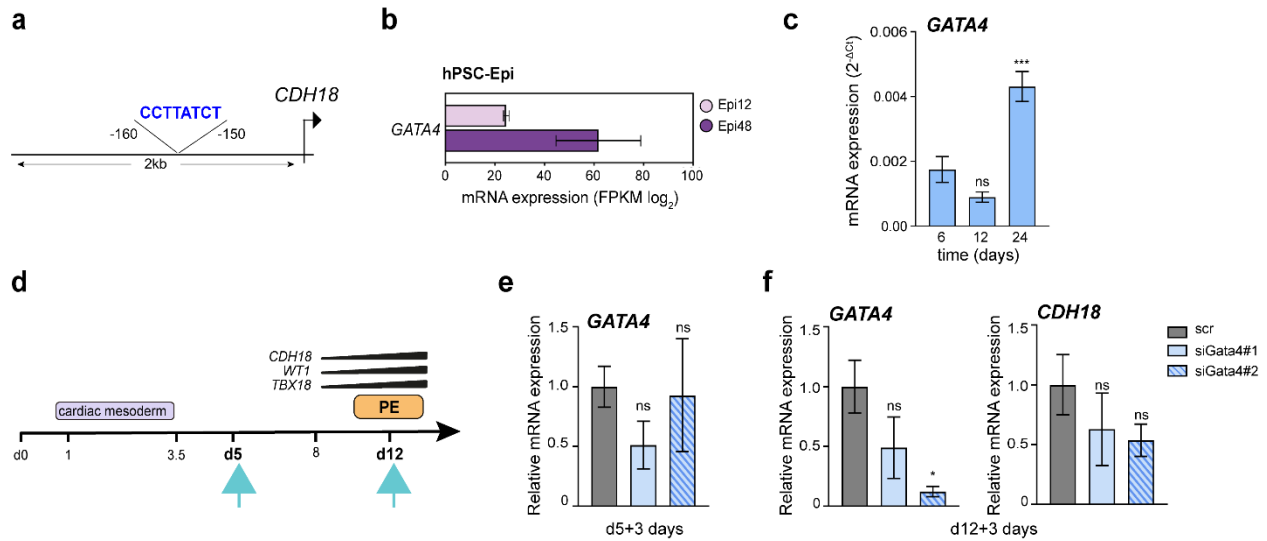 a
CCTTATCT
CDH18
-160
-150
2kb
b
hPSC-Epi
GATA4
Epi12
Epi48
0
20
40
60
80
100
mRNA expression (FPKM log2)
c
GATA4
mRNA expression (2-ΔCt)
0.006
0.004
0.002
0.00
ns
***
6
12
24
time (days)
d
CDH18
WT1
TBX18
cardiac mesoderm
PE
d0
1
3.5
d5
8
d12
e
GATA4
Relative mRNA expression
1.5
1.0
0.5
0
ns
ns
d5+3 days
f
GATA4
Relative mRNA expression
1.5
1.0
0.5
0
ns
*
CDH18
Relative mRNA expression
1.5
1.0
0.5
0
ns
ns
d12+3 days
scr
siGata4#1
siGata4#2